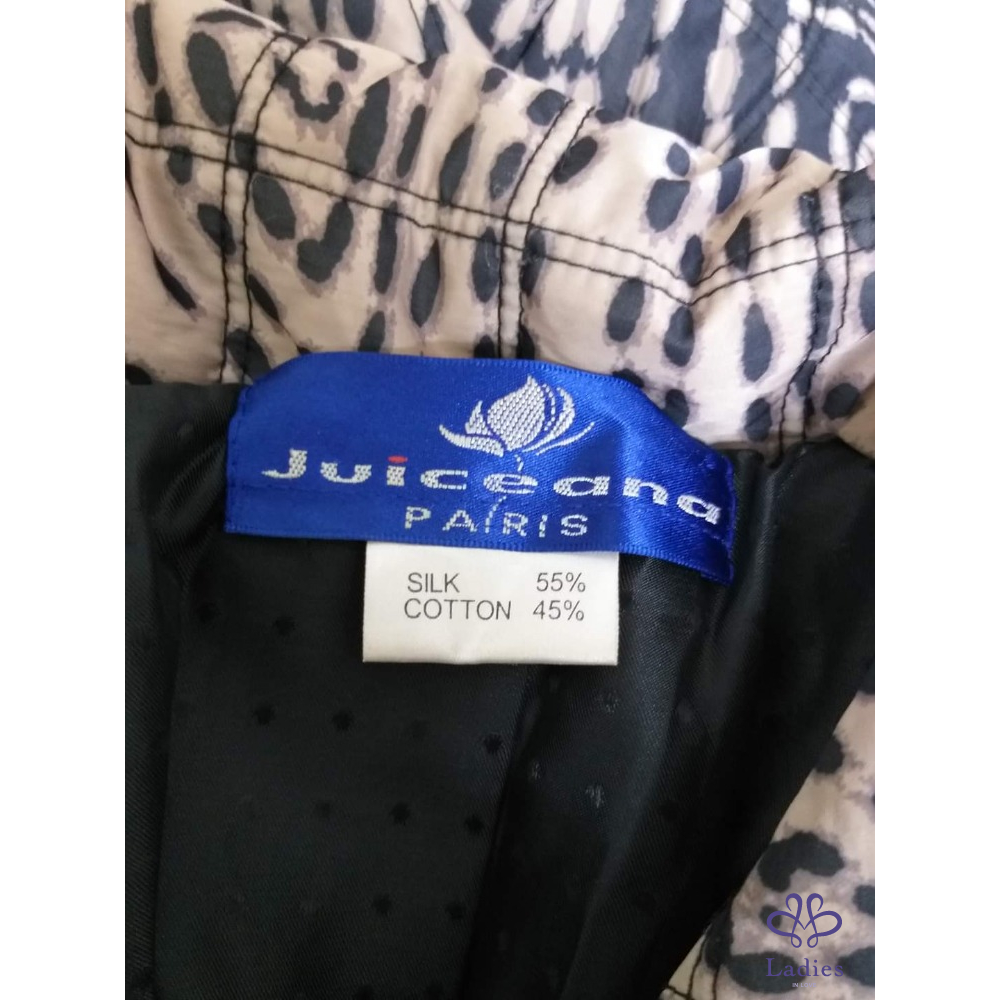 Juiceana
PARIS
SILK 55%
COTTON 45%
Ladies